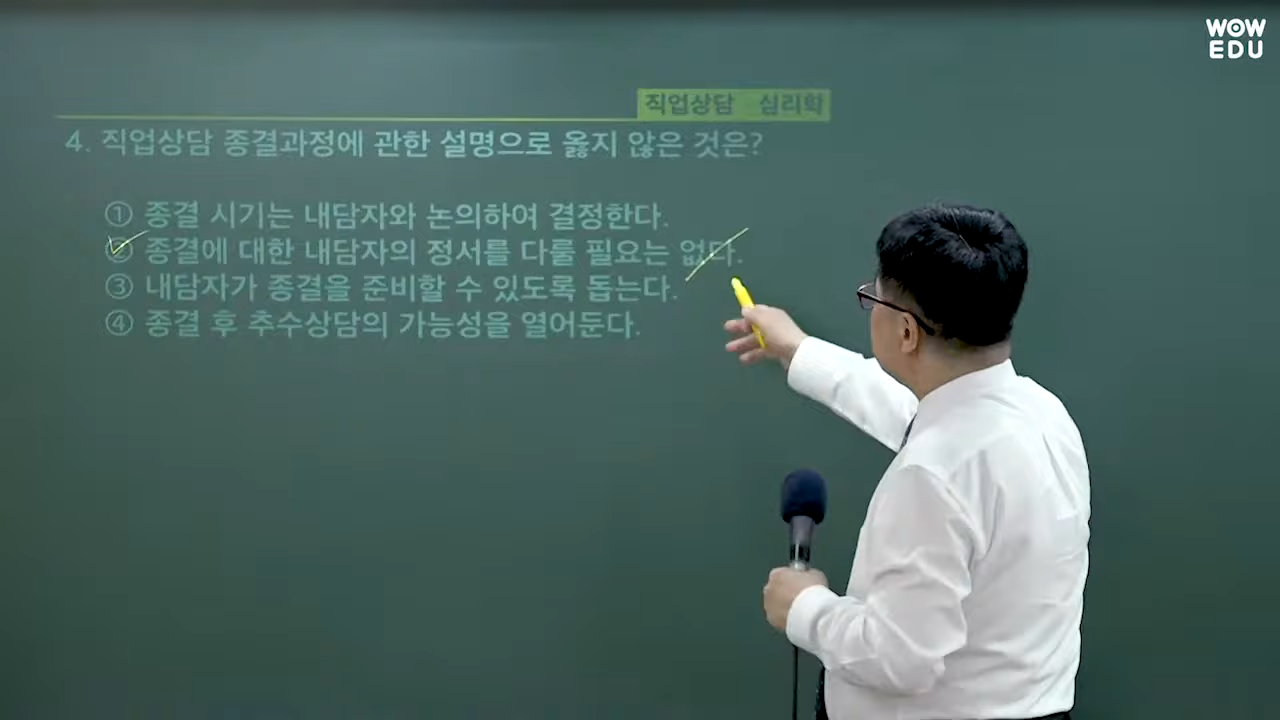 WOW
EDU
직업상담 심리학
4. 직업상담 종결과정에 관한 설명으로 옳지 않은 것은?
① 종결 시기는 내담자와 논의하여 결정한다.
② 종결에 대한 내담자의 정서를 다룰 필요는 없다.
③ 내담자가 종결을 준비할 수 있도록 돕는다.
④ 종결 후 추수상담의 가능성을 열어둔다.